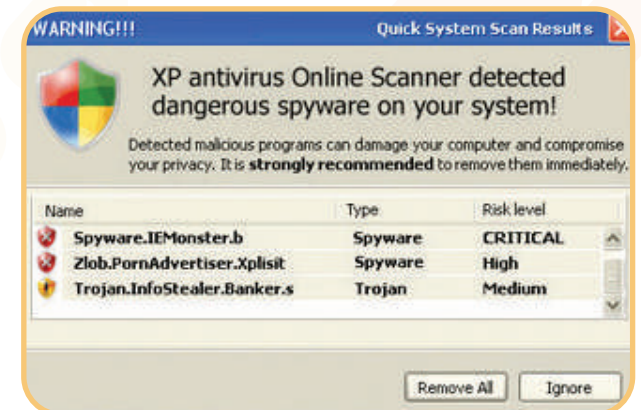 WARNING!!! Quick System Scan Results
XP antivirus Online Scanner detected
dangerous spyware on your system!
Detected malicious programs can damage your computer and compromise
your privacy. It is strongly recommended to remove them immediately.
Name Type Risk level
Spyware.IEMonster.b Spyware CRITICAL
Zlob.PornAdvertiser.Xplisit Spyware High
Trojan.InfoStealer.Banker.s Trojan Medium
Remove All Ignore